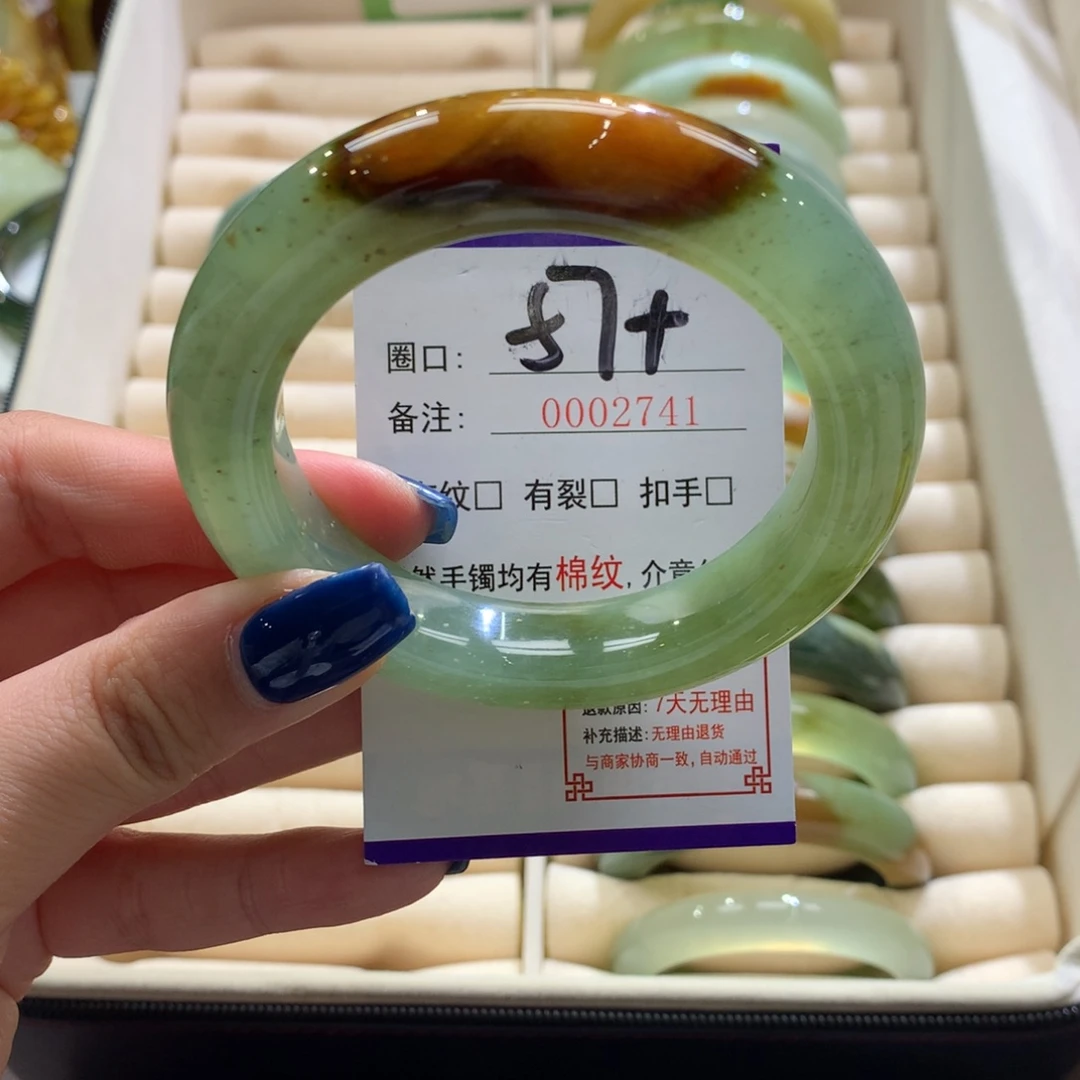 圈口: 57+
备注: 0002741
纹□ 有裂□ 扣手□
然手镯均有棉纹, 介意
退款原因: 7天无理由
补充描述: 无理由退货
与商家协商一致, 自动通过